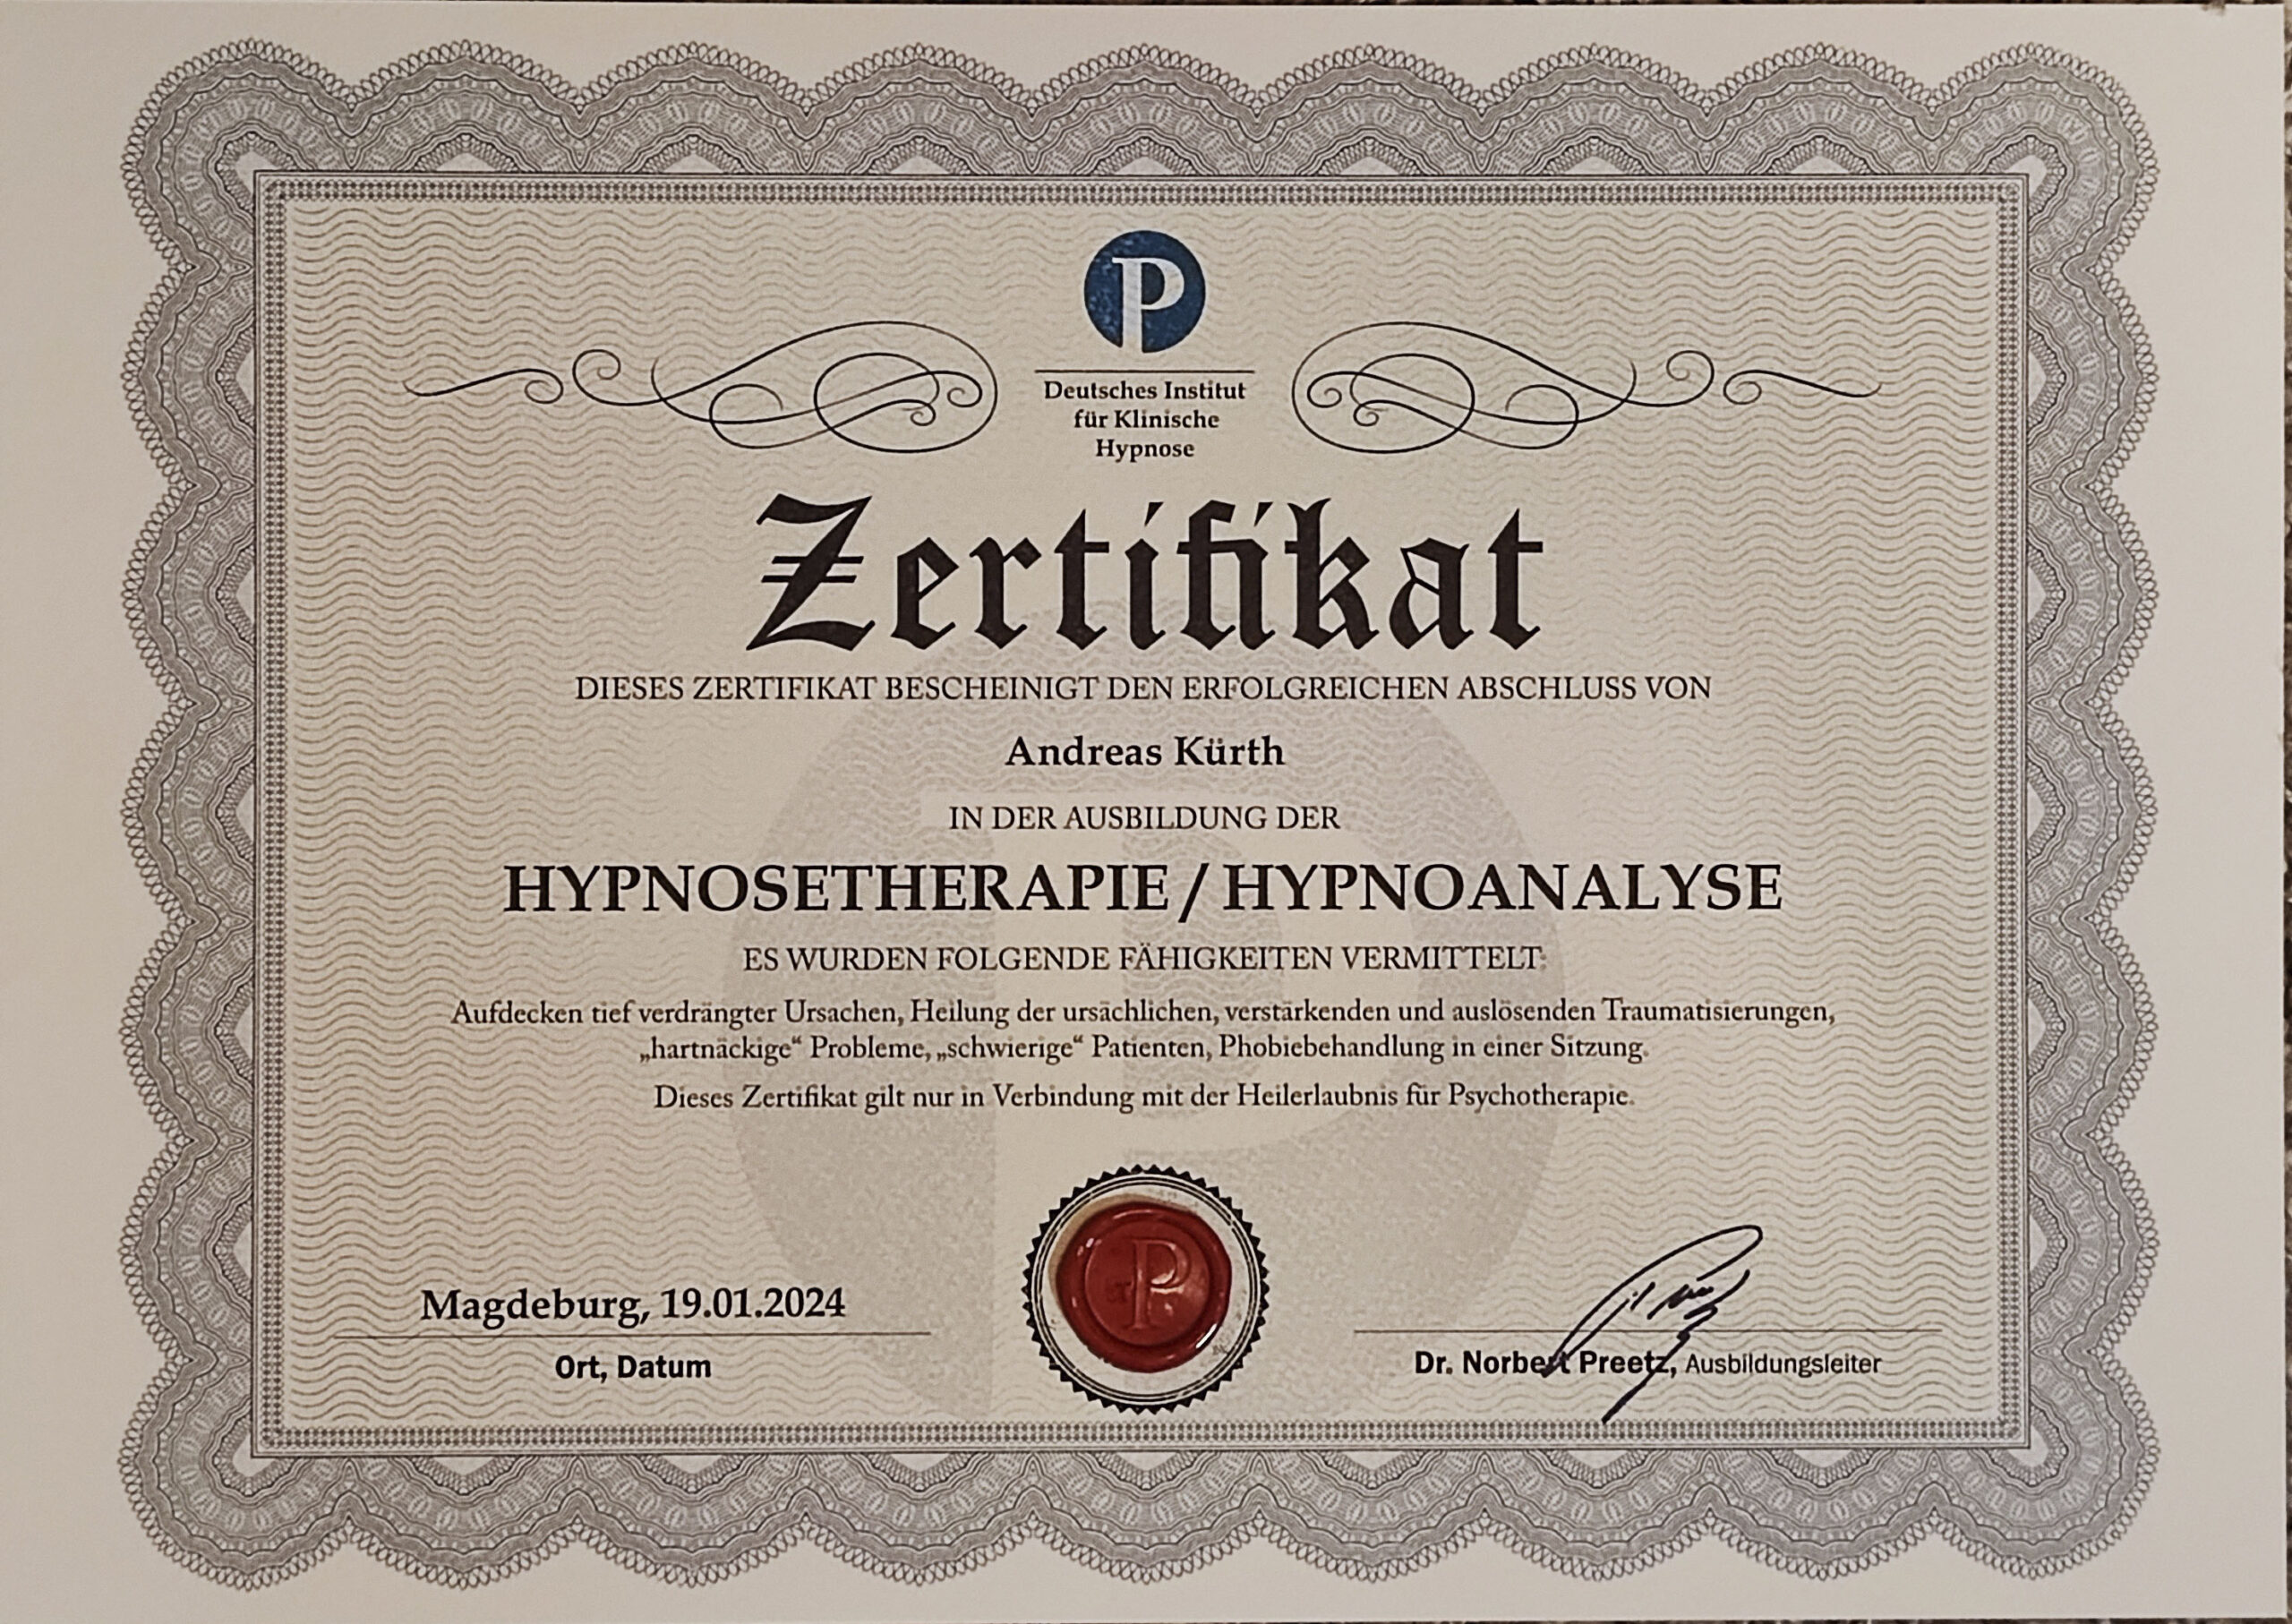 P
Deutsches Institut
für Klinische
Hypnose
Zertifikat
DIESES ZERTIFIKAT BESCHEINIGT DEN ERFOLGREICHEN ABSCHLUSS VON
Andreas Kürth
IN DER AUSBILDUNG DER
HYPNOSETHERAPIE / HYPNOANALYSE
ES WURDEN FOLGENDE FÄHIGKEITEN VERMITTELT:
Aufdecken tief verdrängter Ursachen, Heilung der ursächlichen, verstärkenden und auslösenden Traumatisierungen,
„hartnäckige“ Probleme, „schwierige“ Patienten, Phobiebehandlung in einer Sitzung.
Dieses Zertifikat gilt nur in Verbindung mit der Heilerlaubnis für Psychotherapie.
P
Magdeburg, 19.01.2024
Ort, Datum
Dr. Norbert Preetz, Ausbildungsleiter